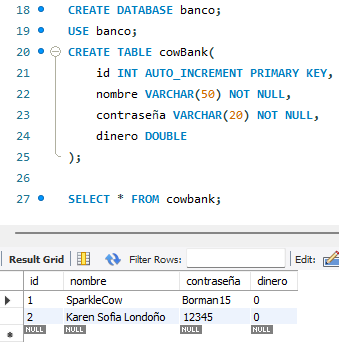 18 CREATE DATABASE banco;
19 USE banco;
20 CREATE TABLE cowBank(
21 id INT AUTO_INCREMENT PRIMARY KEY,
22 nombre VARCHAR(50) NOT NULL,
23 contraseña VARCHAR(20) NOT NULL,
24 dinero DOUBLE
25 );
26
27 SELECT * FROM cowbank;
Result Grid Filter Rows: Edit:
id nombre contraseña dinero
1 SparkleCow Borman15 0
2 Karen Sofia Londoño 12345 0
NULL NULL NULL NULL